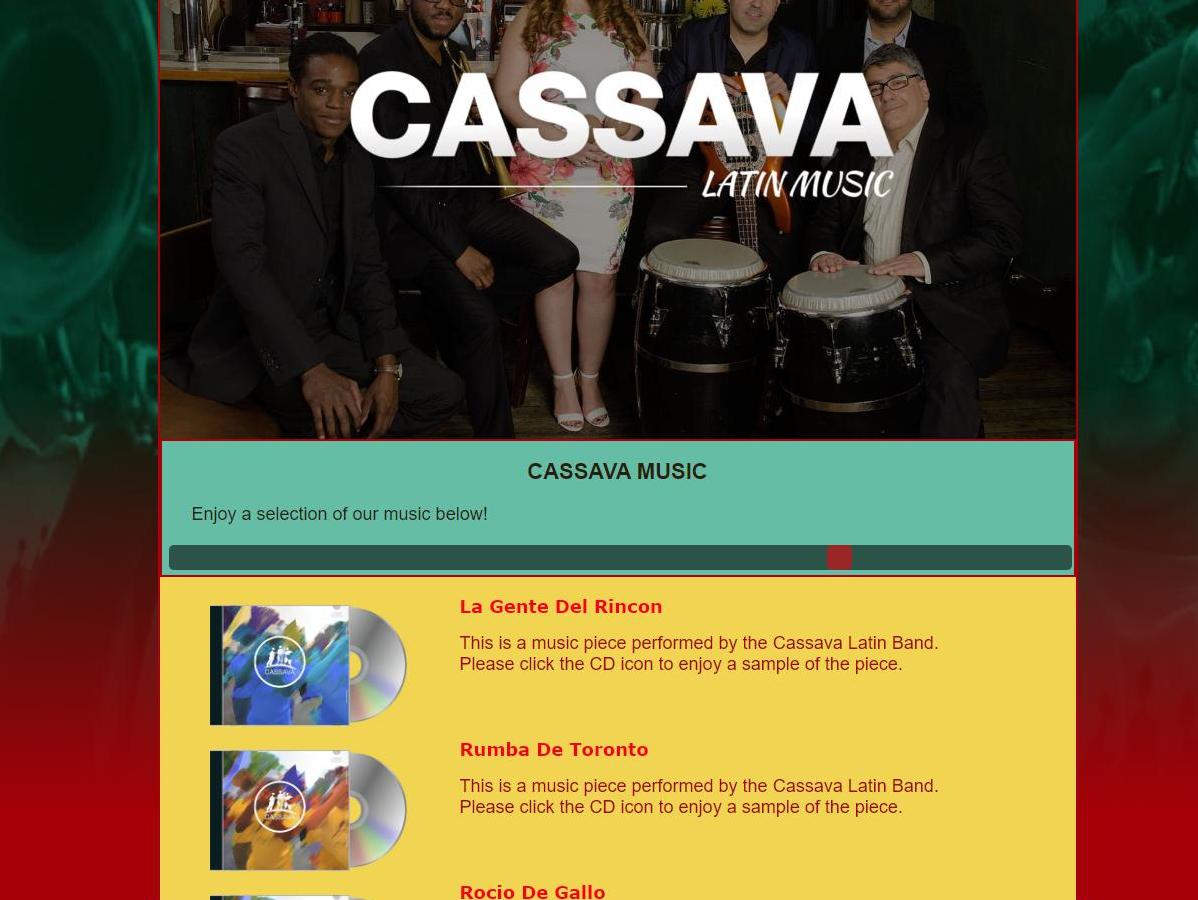 CASSAVA
LATIN MUSIC
CASSAVA MUSIC
Enjoy a selection of our music below!
La Gente Del Rincon
This is a music piece performed by the Cassava Latin Band.
Please click the CD icon to enjoy a sample of the piece.
CASSAVA
Rumba De Toronto
This is a music piece performed by the Cassava Latin Band.
Please click the CD icon to enjoy a sample of the piece.
CASSAVA
Rocio De Gallo